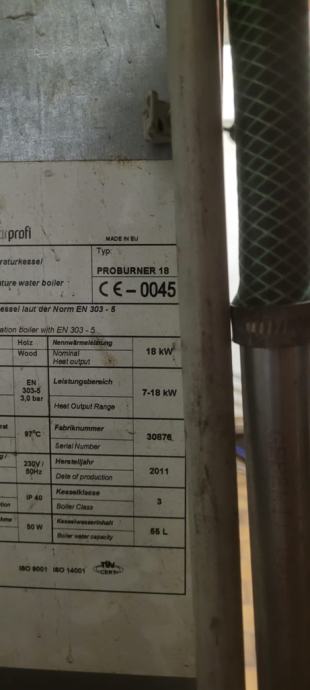 profi
MADE IN EU
raturkessel
Typ:
PROBURNER 18
ature water boiler
CE-0045
essel laut der Norm EN 303 - 5
ation boiler with EN 303 - 5
Holz
Wood
Nennwärmeleistung
Nominal
Heat output
18 kW
EN
303-5
3,0 bar
Leistungsbereich
Heat Output Range
7-18 kW
97°C
Fabriknummer
Serial Number
30876
230V /
50Hz
Herstelljahr
Date of production
2011
IP 40
Kesselklasse
Boiler Class
3
50 W
Kesselwasserinhalt
Boiler water capacity
55 L
ISO 9001 ISO 14001
TÜV
CERT